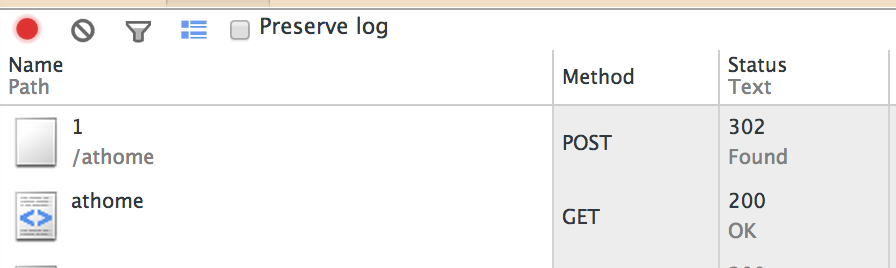 Preserve log
Name
Path
Method
Status
Text
1
/athome
POST
302
Found
athome
GET
200
OK